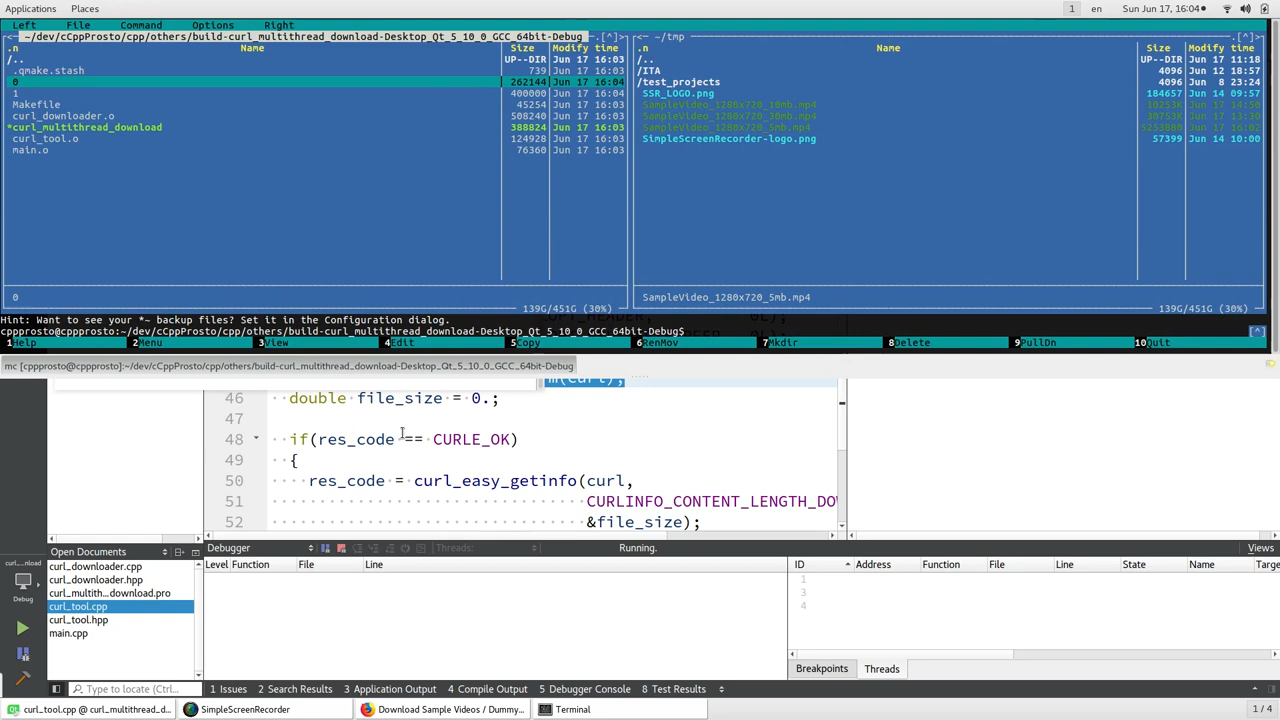 Applications Places 1 en Sun Jun 17, 16:04
Left File Command Options Right
~/dev/cCppProsto/cpp/others/build-curl_multithread_download-Desktop_Qt_5_10_0_GCC_64bit-Debug .[^]>
.n Name Size Modify time
/.. UP--DIR Jun 17 16:03
.qmake.stash 739 Jun 17 16:03
0 262144 Jun 17 16:04
1 400000 Jun 17 16:04
Makefile 45254 Jun 17 16:03
curl_downloader.o 508240 Jun 17 16:03
*curl_multithread_download 388824 Jun 17 16:03
curl_tool.o 124928 Jun 17 16:03
main.o 76360 Jun 17 16:03
0
139G/451G (30%)
<─ ~/tmp .[^]>
.n Name Size Modify time
/.. UP--DIR Jun 17 11:18
/ITA 4096 Jun 12 18:57
/test_projects 4096 Jun 8 23:24
SSR_LOGO.png 184657 Jun 14 09:57
SampleVideo_1280x720_10mb.mp4 10253K Jun 17 14:50
SampleVideo_1280x720_30mb.mp4 30753K Jun 17 13:30
SampleVideo_1280x720_5mb.mp4 5253880 Jun 17 16:02
SimpleScreenRecorder-logo.png 57399 Jun 14 10:00
SampleVideo_1280x720_5mb.mp4
139G/451G (30%)
Hint: Want to see your *~ backup files? Set it in the Configuration dialog.
cppprosto@cppprosto:~/dev/cCppProsto/cpp/others/build-curl_multithread_download-Desktop_Qt_5_10_0_GCC_64bit-Debug$ [^]
1Help 2Menu 3View 4Edit 5Copy 6RenMov 7Mkdir 8Delete 9PullDn 10Quit
mc [cppprosto@cppprosto]:~/dev/cCppProsto/cpp/others/build-curl_multithread_download-Desktop_Qt_5_10_0_GCC_64bit-Debug
m(curl);
46 double file_size = 0.;
47
48 if(res_code == CURLE_OK)
49 {
50 res_code = curl_easy_getinfo(curl,
51 CURLINFO_CONTENT_LENGTH_DO
52 &file_size);
Open Documents
curl_downloader.cpp
curl_downloader.hpp
curl_multith...download.pro
curl_tool.cpp
curl_tool.hpp
main.cpp
curl_...nload
Debug
Debugger Threads: Running. Views
Level Function File Line
ID Address Function File Line State Name Target
1
3
4
Breakpoints Threads
Type to locate (Ctrl... 1 Issues 2 Search Results 3 Application Output 4 Compile Output 5 Debugger Console 8 Test Results
curl_tool.cpp @ curl_multithread_d... SimpleScreenRecorder Download Sample Videos / Dummy... Terminal 1 / 4